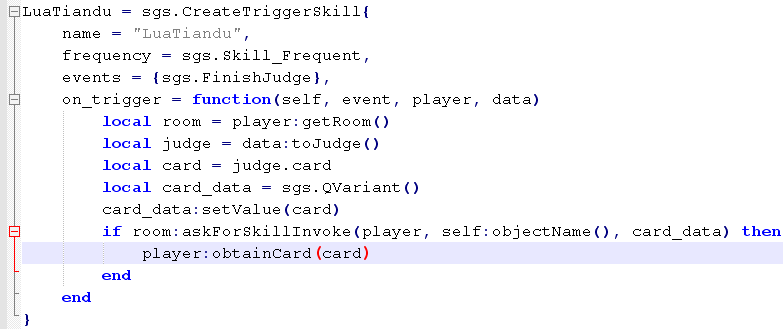 LuaTiandu = sgs.CreateTriggerSkill{
    name = "LuaTiandu",
    frequency = sgs.Skill_Frequent,
    events = {sgs.FinishJudge},
    on_trigger = function(self, event, player, data)
        local room = player:getRoom()
        local judge = data:toJudge()
        local card = judge.card
        local card_data = sgs.QVariant()
        card_data:setValue(card)
        if room:askForSkillInvoke(player, self:objectName(), card_data) then
            player:obtainCard(card)
        end
    end
}